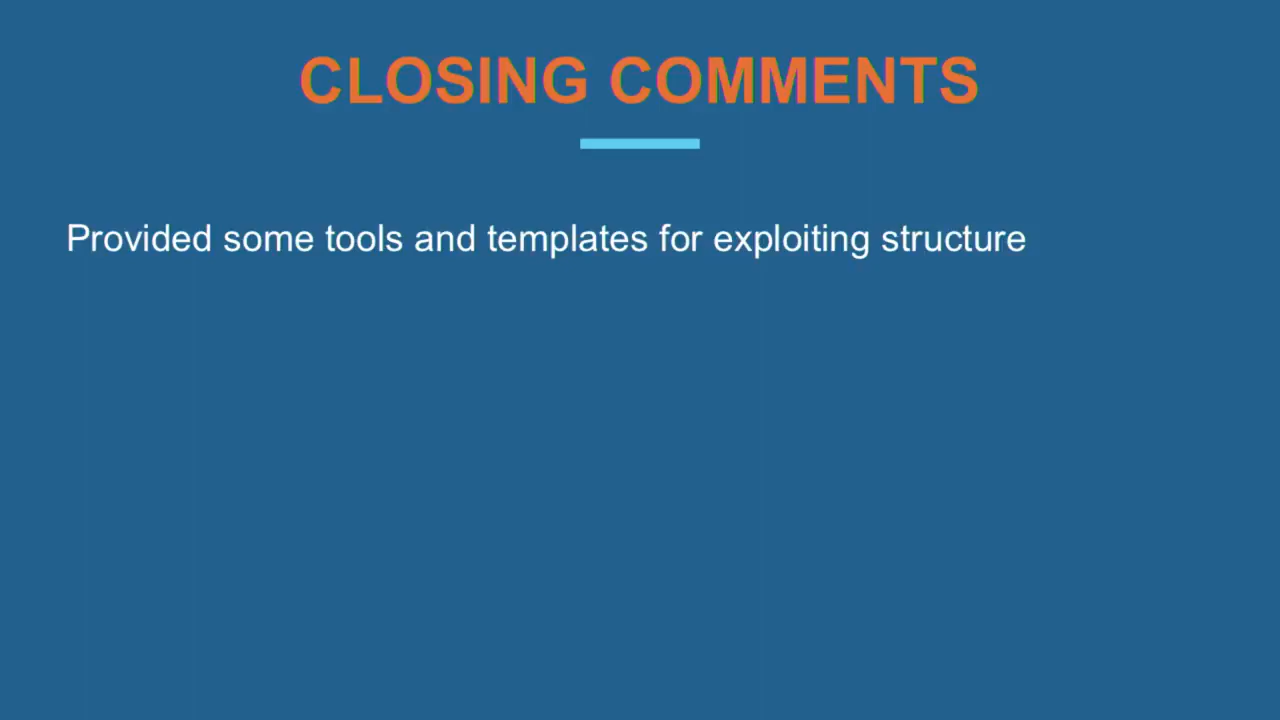 CLOSING COMMENTS
Provided some tools and templates for exploiting structure